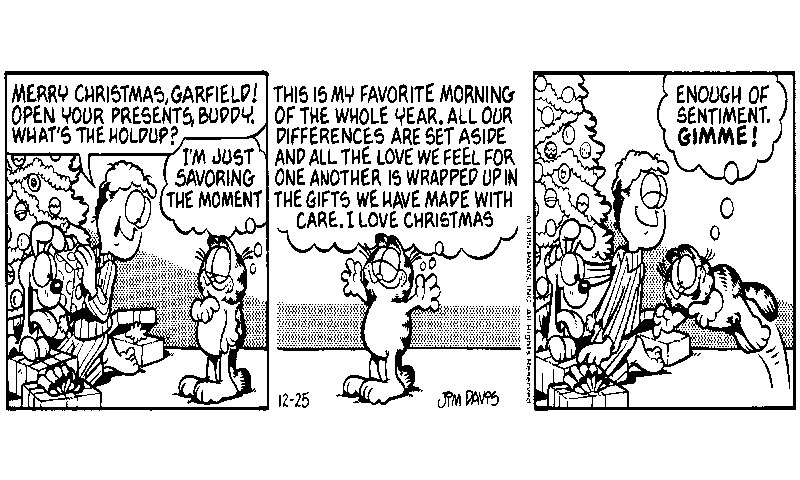 MERRY CHRISTMAS, GARFIELD!
OPEN YOUR PRESENTS, BUDDY.
WHAT'S THE HOLDUP?
I'M JUST
SAVORING
THE MOMENT
THIS IS MY FAVORITE MORNING
OF THE WHOLE YEAR. ALL OUR
DIFFERENCES ARE SET ASIDE
AND ALL THE LOVE WE FEEL FOR
ONE ANOTHER IS WRAPPED UP IN
THE GIFTS WE HAVE MADE WITH
CARE. I LOVE CHRISTMAS
12-25
JIM DAVIS
ENOUGH OF
SENTIMENT.
GIMME!